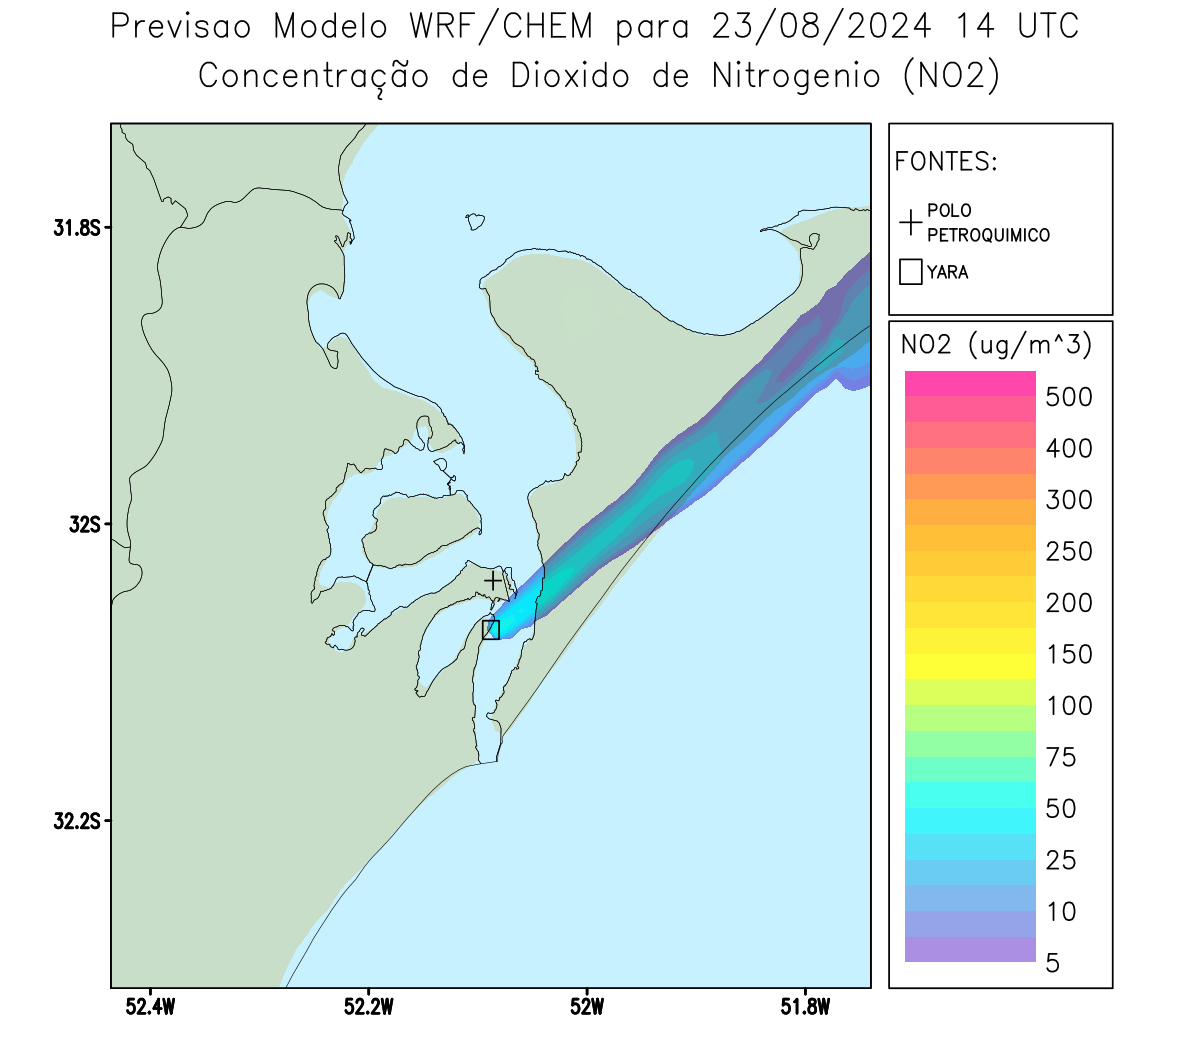 Previsao Modelo WRF/CHEM para 23/08/2024 14 UTC
Concentração de Dioxido de Nitrogenio (NO2)
FONTES:
POLO
PETROQUIMICO
YARA
NO2 (ug/m^3)
500
400
300
250
200
150
100
75
50
25
10
5
31.8S
32S
32.2S
52.4W
52.2W
52W
51.8W